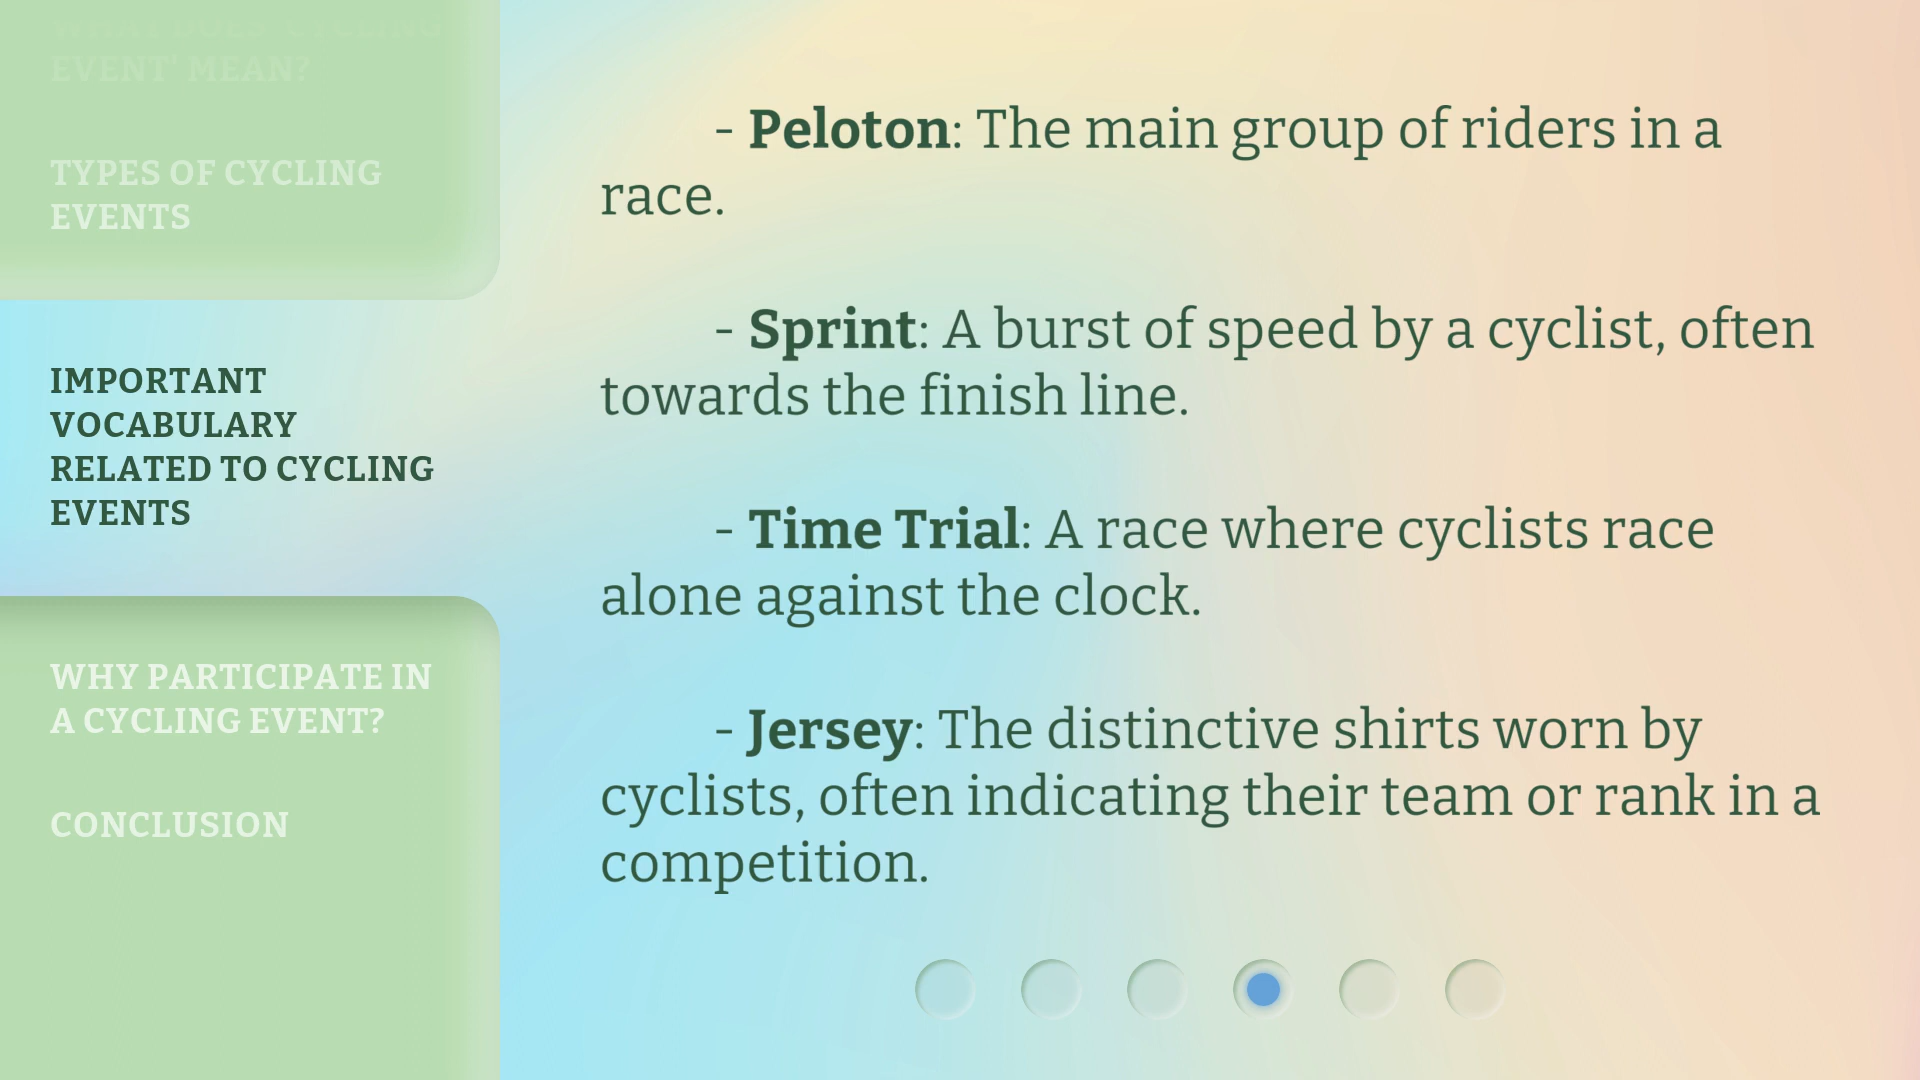 WHAT DOES 'CYCLING
EVENT' MEAN?
TYPES OF CYCLING
EVENTS
IMPORTANT
VOCABULARY
RELATED TO CYCLING
EVENTS
WHY PARTICIPATE IN
A CYCLING EVENT?
CONCLUSION
- Peloton: The main group of riders in a
race.
- Sprint: A burst of speed by a cyclist, often
towards the finish line.
- Time Trial: A race where cyclists race
alone against the clock.
- Jersey: The distinctive shirts worn by
cyclists, often indicating their team or rank in a
competition.